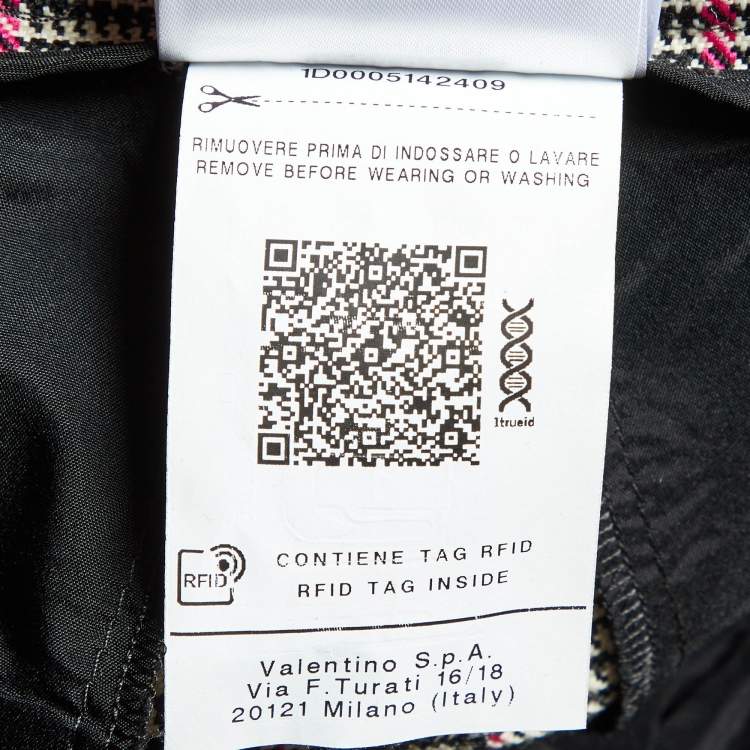 1D0005142409
RIMUOVERE PRIMA DI INDOSSARE O LAVARE
REMOVE BEFORE WEARING OR WASHING
1trueid
RFID
CONTIENE TAG RFID
RFID TAG INSIDE
Valentino S.p.A.
Via F.Turati 16/18
20121 Milano (Italy)